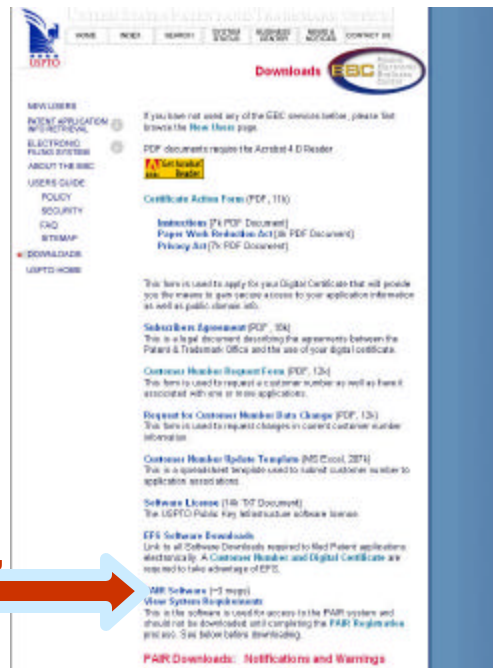 UNITED STATES PATENT AND TRADEMARK OFFICE
HOME INDEX SEARCH SYSTEM STATUS BUSINESS CENTER NEWS & NOTICES CONTACT US
USPTO
Downloads EBC
NEW USERS
PATENT APPLICATION
INFO RETRIEVAL
ELECTRONIC
FILING SYSTEM
ABOUT THE EBC
USERS GUIDE
POLICY
SECURITY
FAQ
SITEMAP
DOWNLOADS
USPTO HOME
If you have not used any of the EBC services before, please first
browse the New Users page.
PDF documents require the Acrobat 4.0 Reader
Get Acrobat
Reader
Certificate Action Form (PDF, 11k)
Instructions (7k PDF Document)
Paper Work Reduction Act (8k PDF Document)
Privacy Act (7k PDF Document)
This form is used to apply for your Digital Certificate that will provide
you the means to gain secure access to your application information
as well as public domain info.
Subscribers Agreement (PDF, 16k)
This is a legal document describing the agreements between the
Patent & Trademark Office and the use of your digital certificate.
Customer Number Request Form (PDF, 12k)
This form is used to request a customer number as well as have it
associated with one or more applications.
Request for Customer Number Data Change (PDF, 12k)
This form is used to request changes in current customer number
information
Customer Number Update Template (MS Excel, 287k)
This is a spreadsheet template used to submit customer number to
application associations.
Software License (14k TXT Document)
The USPTO Public Key Infrastructure software license.
EFS Software Downloads
Link to all Software Downloads required to filed Patent applications
electronically. A Customer Number and Digital Certificate are
required to take advantage of EFS.
PAIR Software (~3 megs)
View System Requirements
This is the software is used for access to the PAIR system and
should not be downloaded until completing the PAIR Registration
process. See below before downloading.
PAIR Downloads: Notifications and Warnings